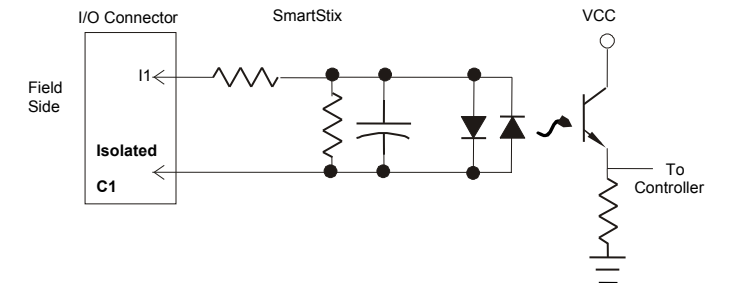 I/O Connector
SmartStix
VCC
I1
Field
Side
Isolated
C1
To
Controller